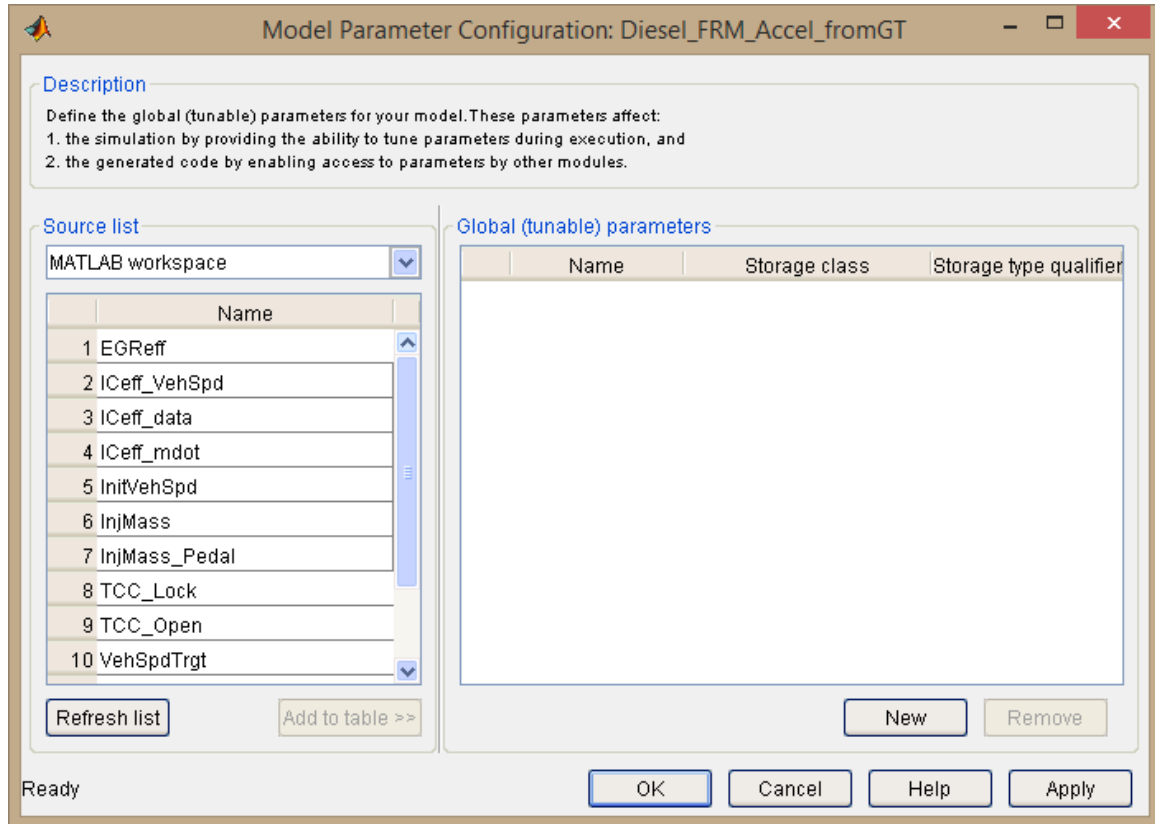 Model Parameter Configuration: Diesel_FRM_Accel_fromGT
Description
Define the global (tunable) parameters for your model.These parameters affect:
1. the simulation by providing the ability to tune parameters during execution, and
2. the generated code by enabling access to parameters by other modules.
Source list
MATLAB workspace
Name
1 EGReff
2 ICeff_VehSpd
3 ICeff_data
4 ICeff_mdot
5 InitVehSpd
6 InjMass
7 InjMass_Pedal
8 TCC_Lock
9 TCC_Open
10 VehSpdTrgt
Refresh list
Add to table >>
Global (tunable) parameters
Name Storage class Storage type qualifier
New Remove
Ready
OK Cancel Help Apply